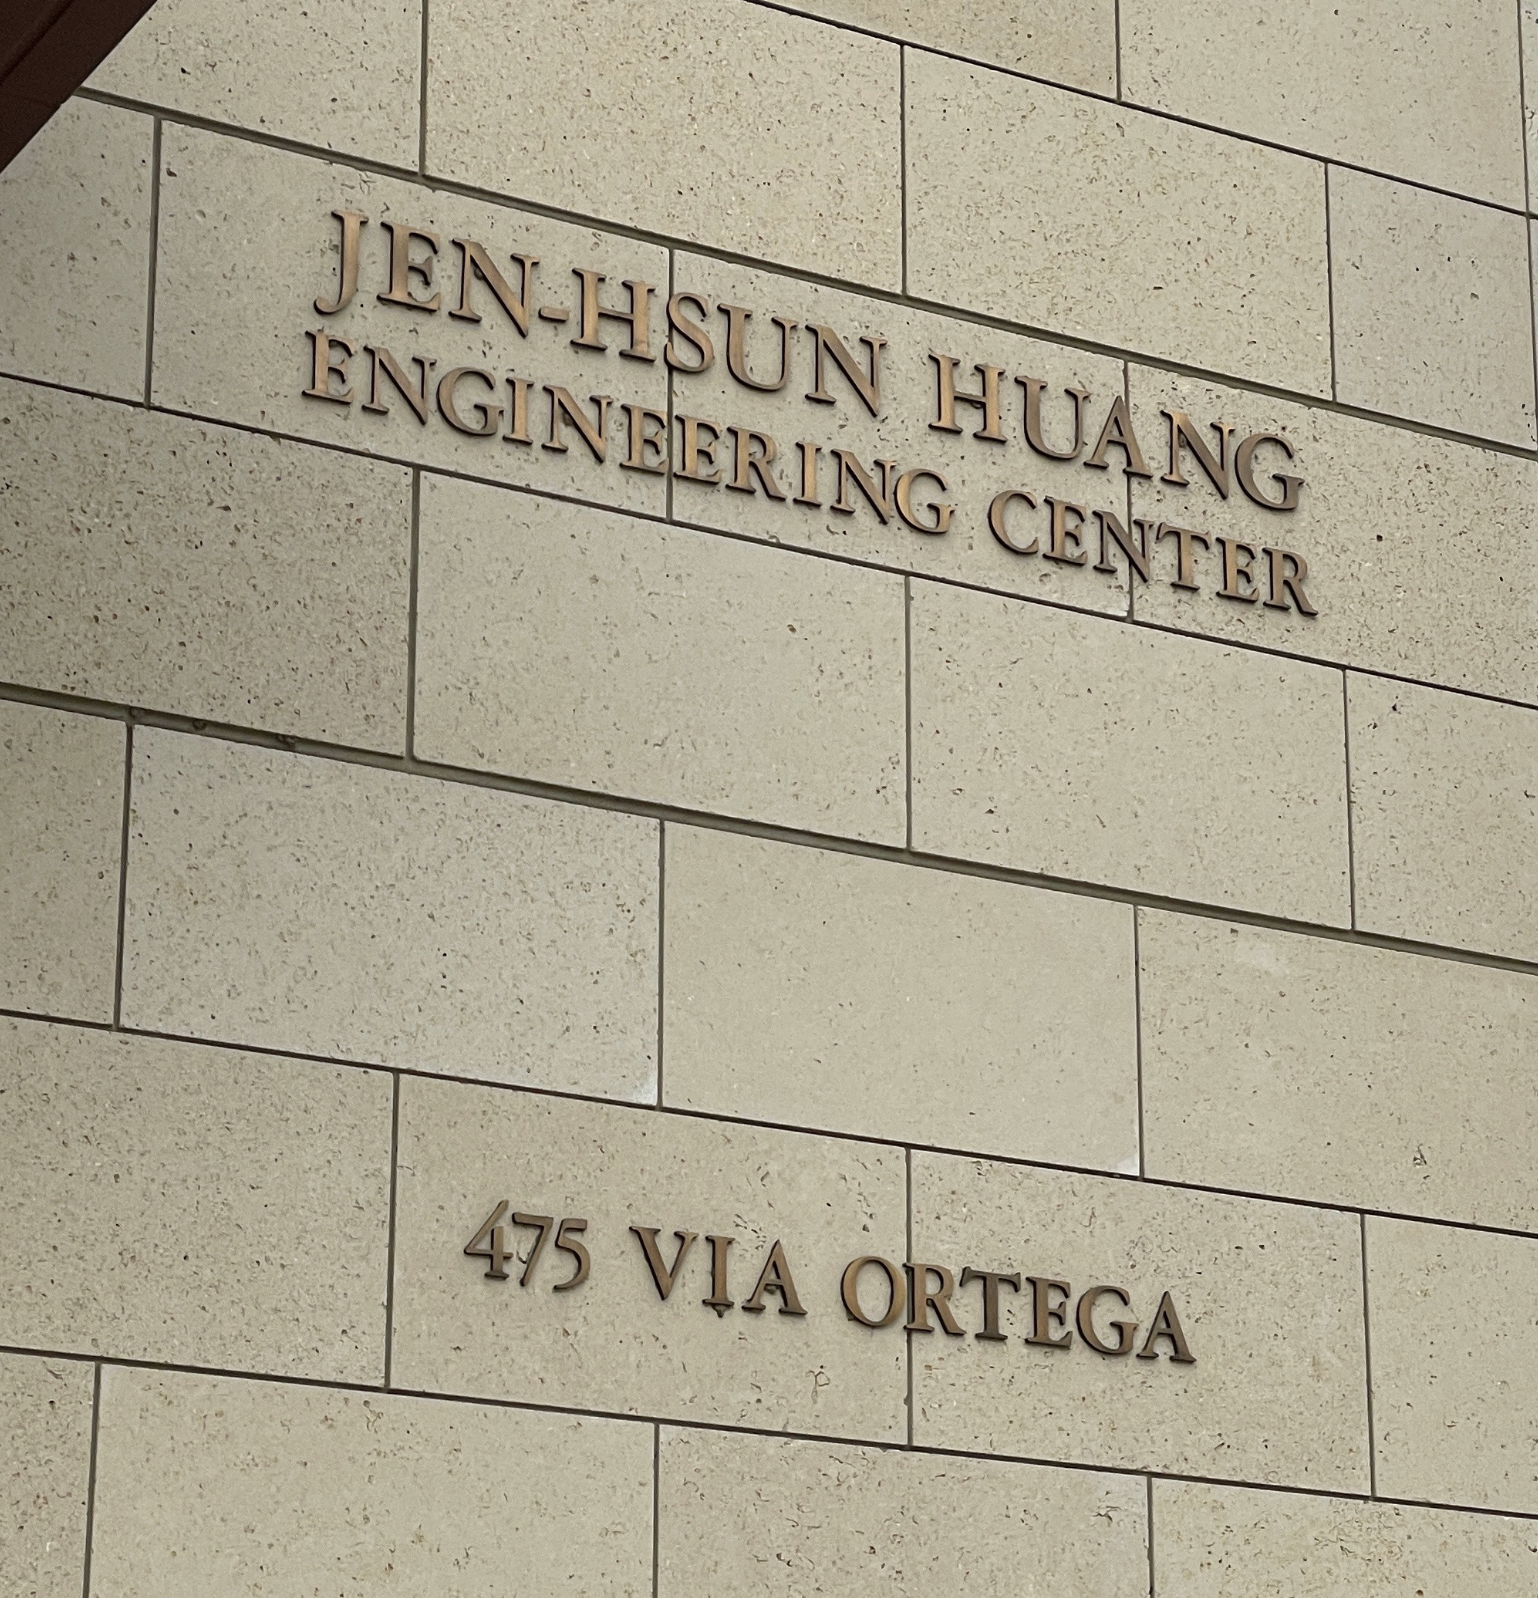 JEN-HSUN HUANG
ENGINEERING CENTER
475 VIA ORTEGA